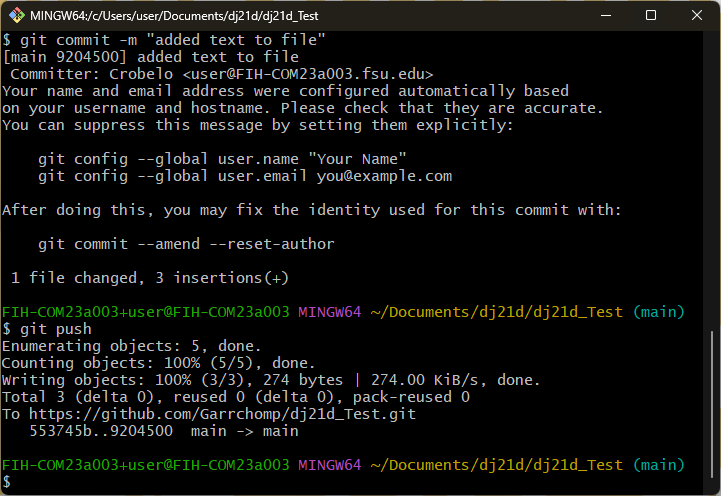 MINGW64:/c/Users/user/Documents/dj21d/dj21d_Test
$ git commit -m "added text to file"
[main 9204500] added text to file
 Committer: Crobelo <user@FIH-COM23a003.fsu.edu>
Your name and email address were configured automatically based
on your username and hostname. Please check that they are accurate.
You can suppress this message by setting them explicitly:

    git config --global user.name "Your Name"
    git config --global user.email you@example.com

After doing this, you may fix the identity used for this commit with:

    git commit --amend --reset-author

 1 file changed, 3 insertions(+)

FIH-COM23a003+user@FIH-COM23a003 MINGW64 ~/Documents/dj21d/dj21d_Test (main)
$ git push
Enumerating objects: 5, done.
Counting objects: 100% (5/5), done.
Writing objects: 100% (3/3), 274 bytes | 274.00 KiB/s, done.
Total 3 (delta 0), reused 0 (delta 0), pack-reused 0
To https://github.com/Garrchomp/dj21d_Test.git
   553745b..9204500  main -> main

FIH-COM23a003+user@FIH-COM23a003 MINGW64 ~/Documents/dj21d/dj21d_Test (main)
$